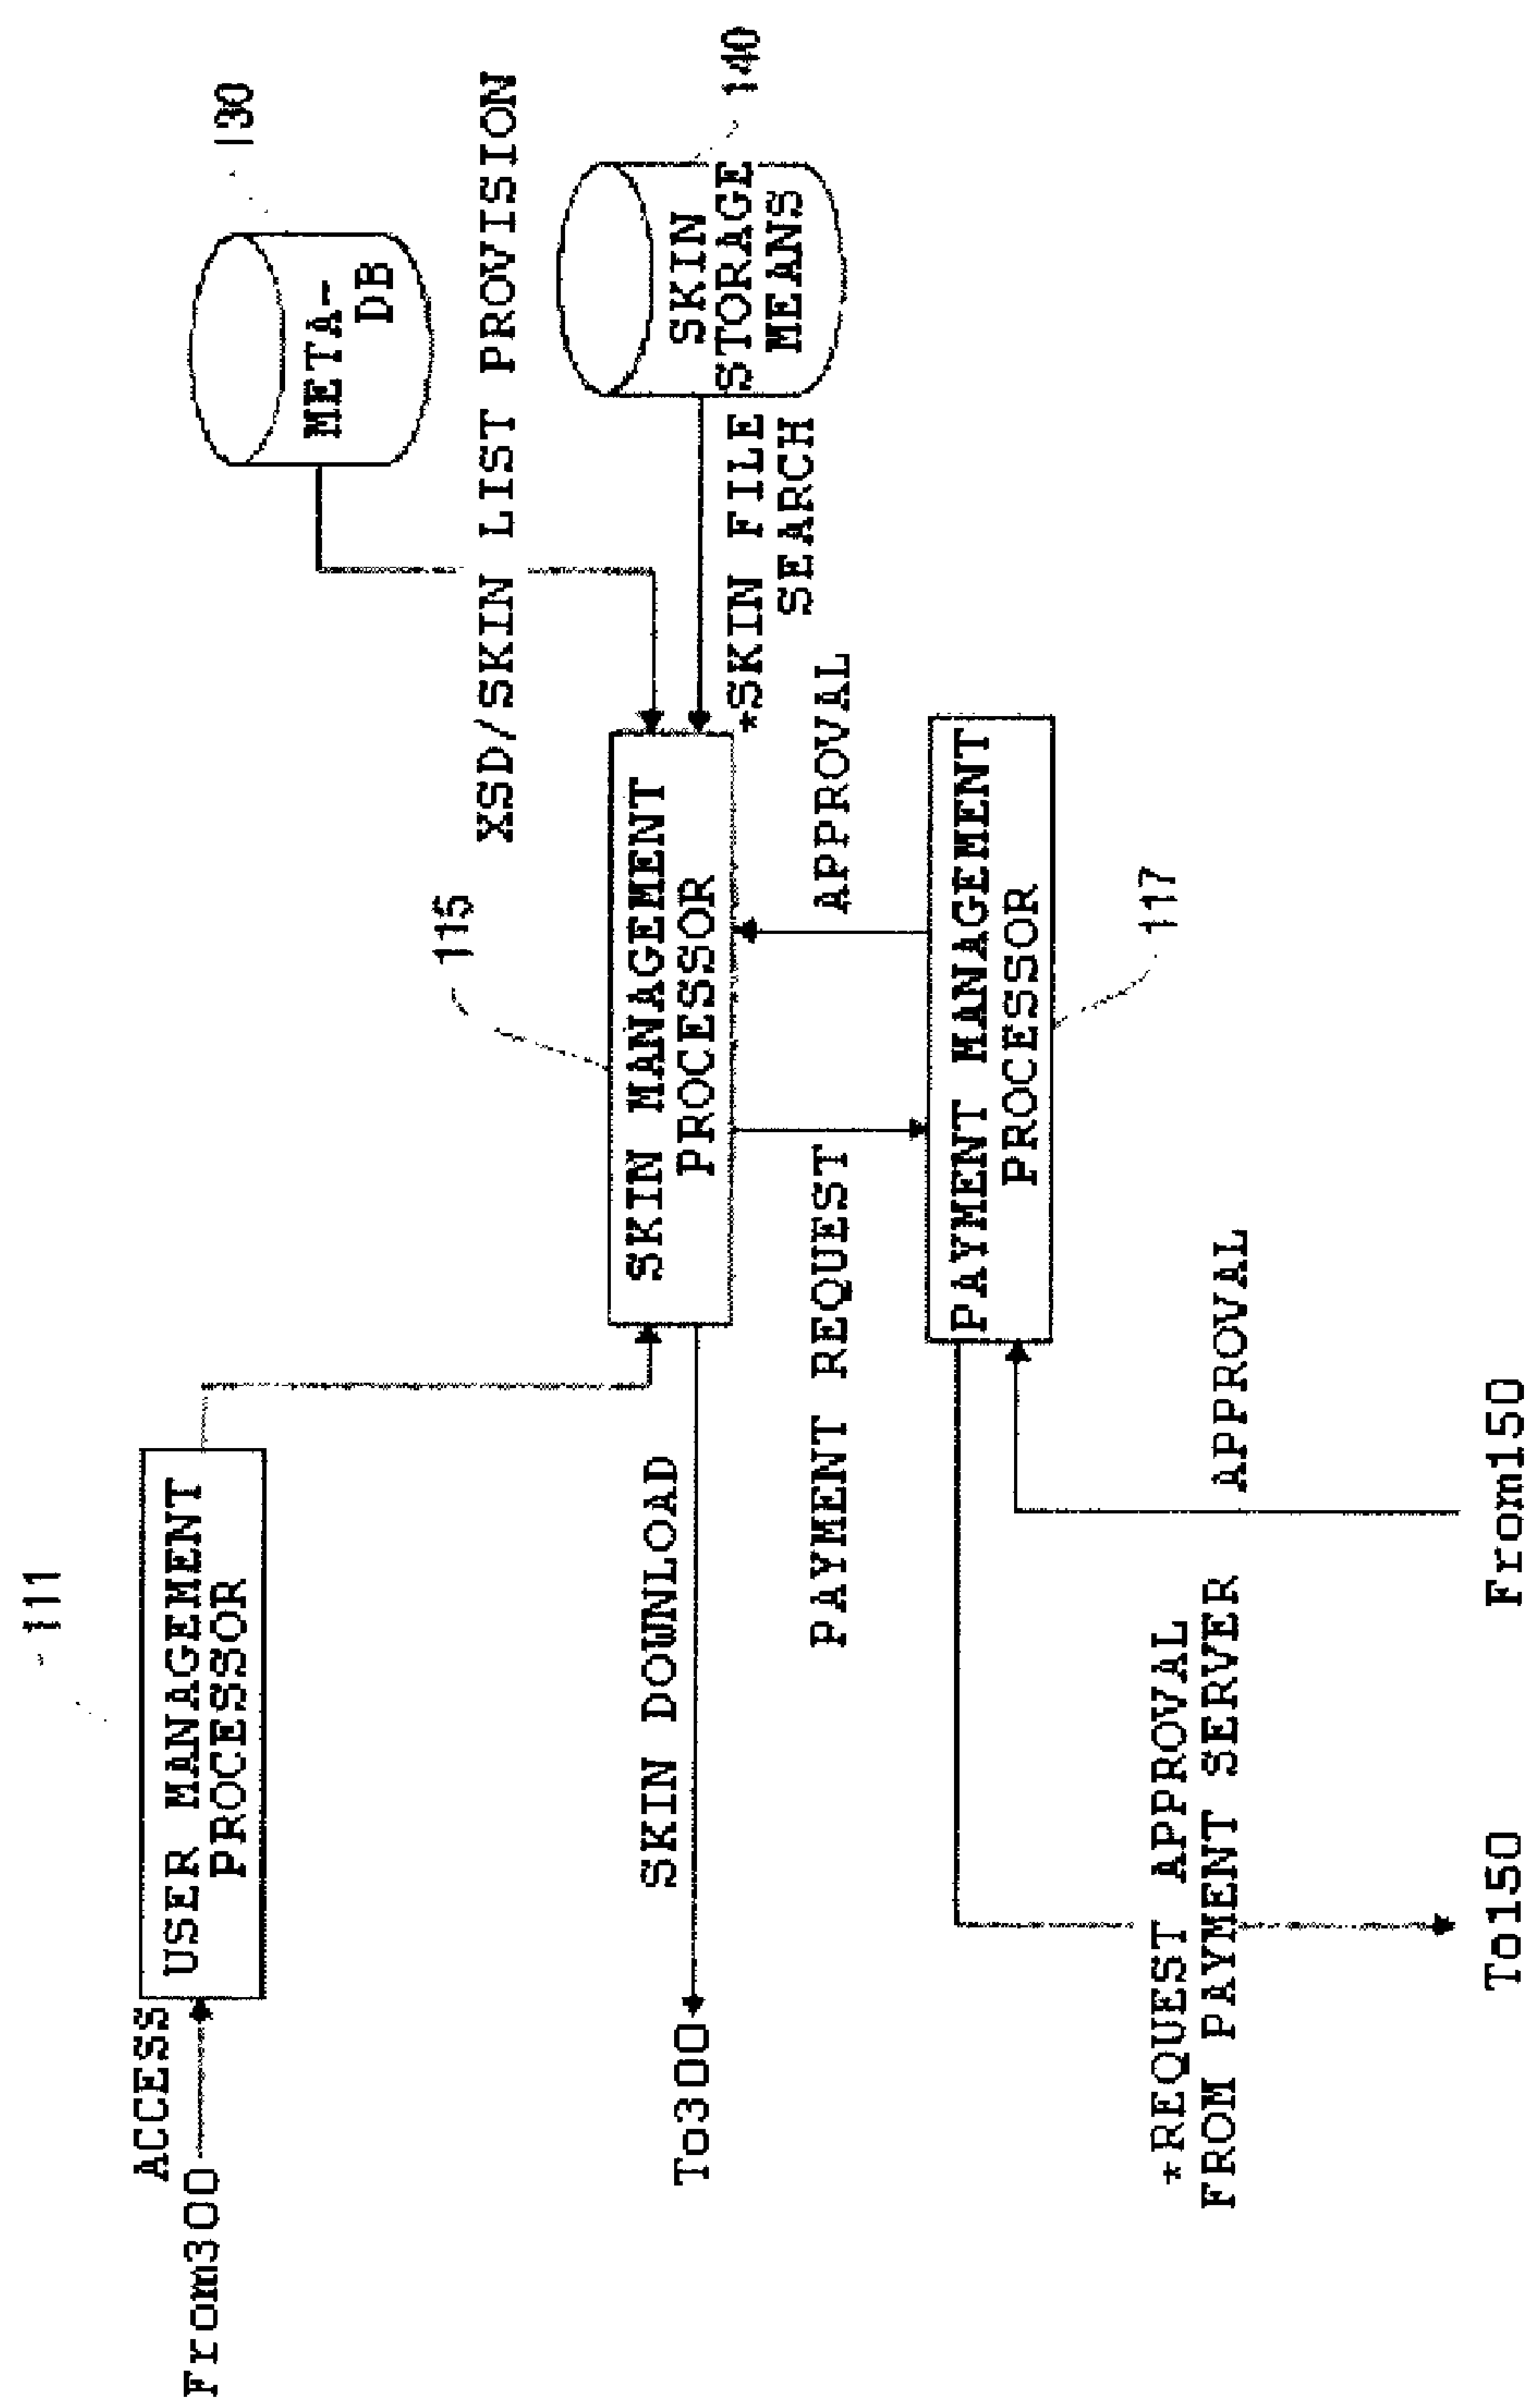 111
ACCESS
From300
USER MANAGEMENT
PROCESSOR
130
META-
DB
XSD/SKIN LIST PROVISION
115
SKIN MANAGEMENT
PROCESSOR
SKIN DOWNLOAD
To300
140
SKIN
STORAGE
MEANS
*SKIN FILE
SEARCH
PAYMENT REQUEST
APPROVAL
PAYMENT MANAGEMENT
PROCESSOR
117
*REQUEST APPROVAL
FROM PAYMENT SERVER
APPROVAL
To150
From150